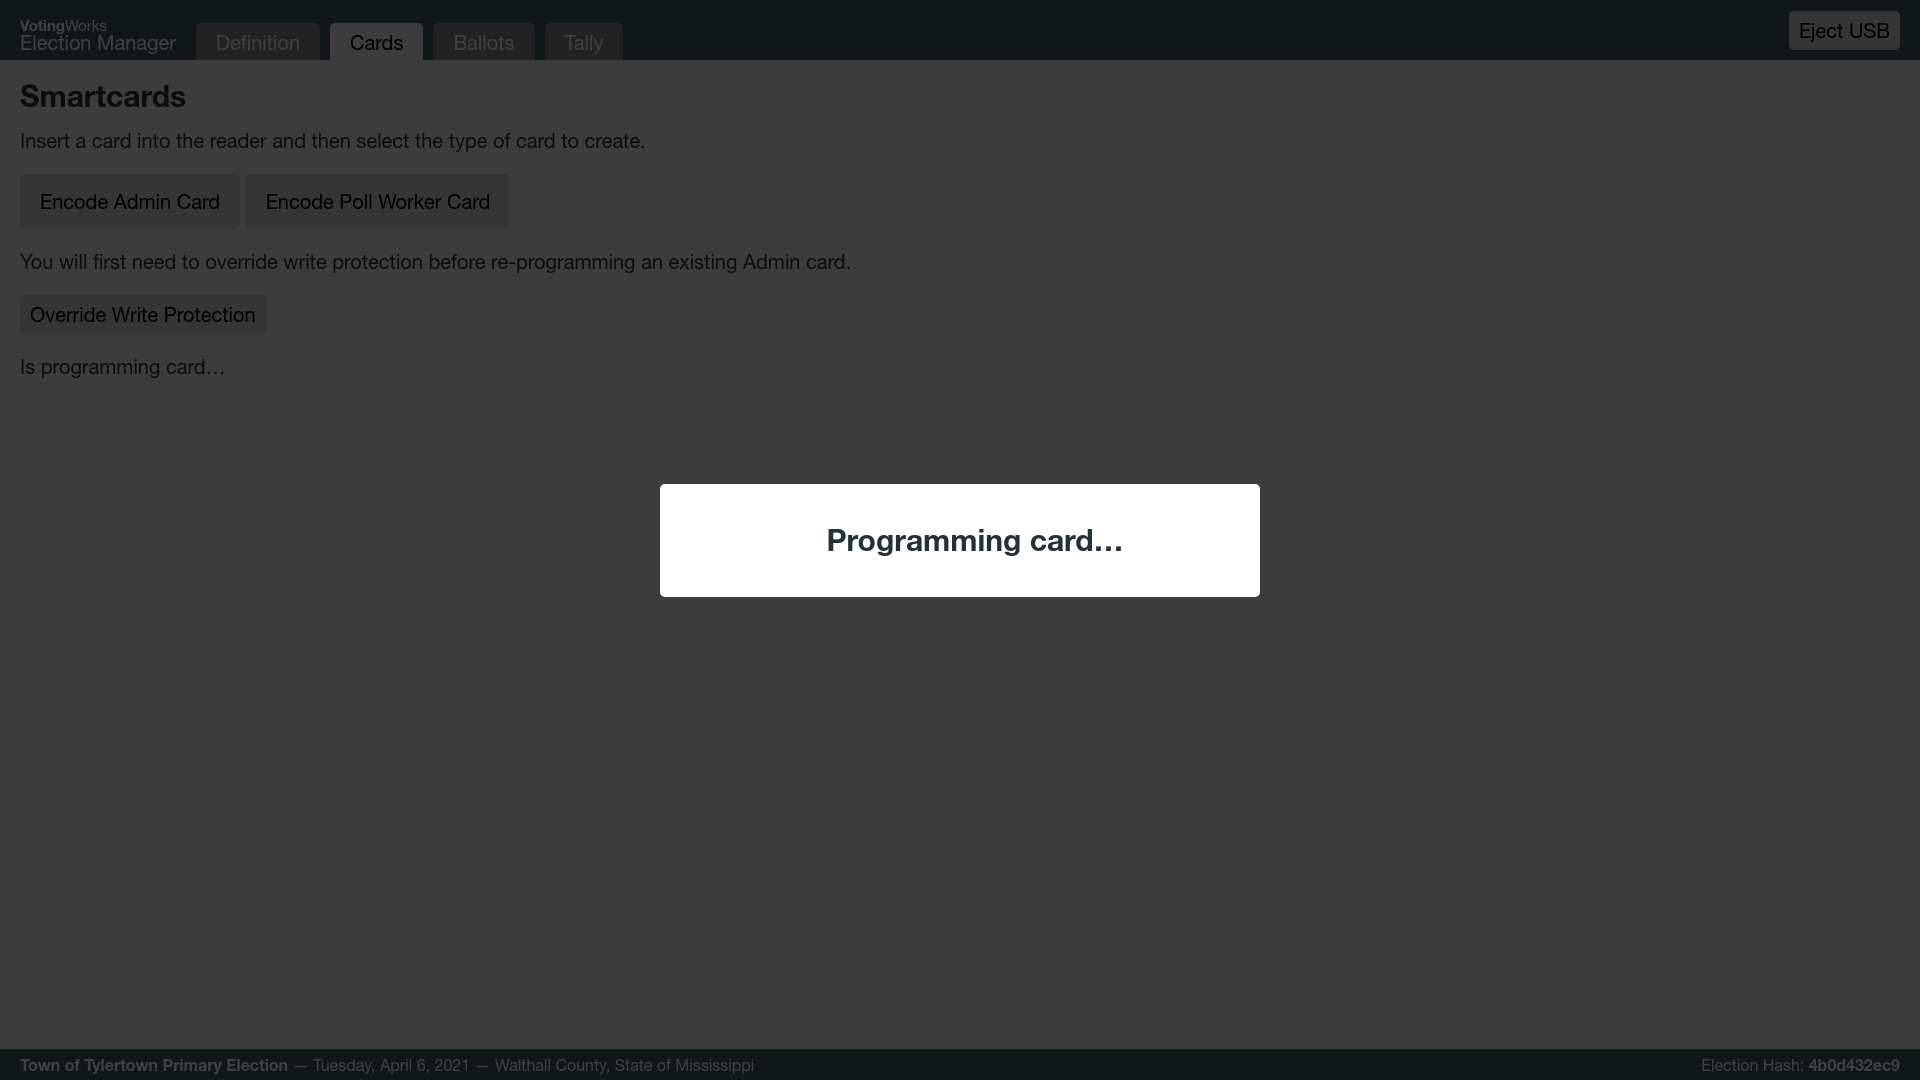 VotingWorks
Election Manager
Definition
Cards
Ballots
Tally
Eject USB
Smartcards
Insert a card into the reader and then select the type of card to create.
Encode Admin Card
Encode Poll Worker Card
You will first need to override write protection before re-programming an existing Admin card.
Override Write Protection
Is programming card…
Programming card…
Town of Tylertown Primary Election — Tuesday, April 6, 2021 — Walthall County, State of Mississippi
Election Hash: 4b0d432ec9